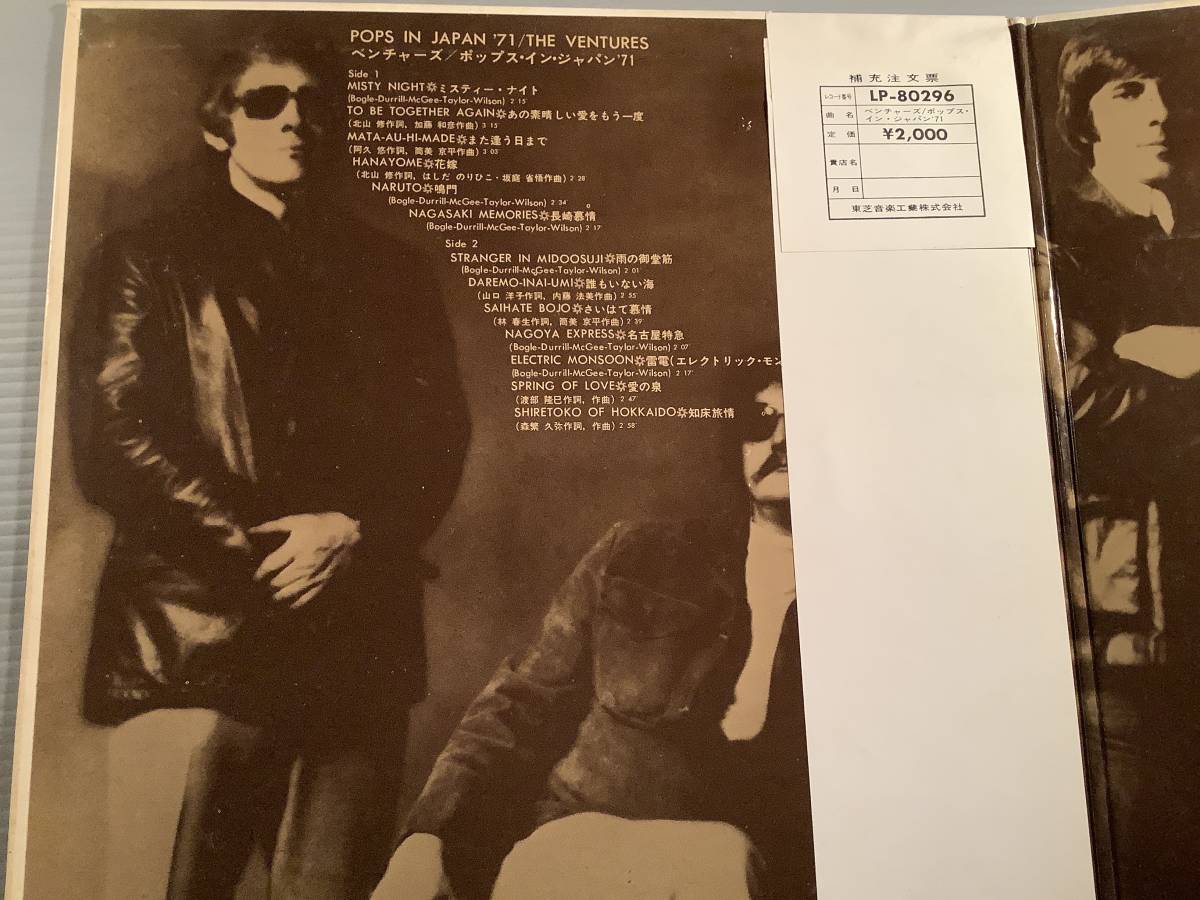 POPS IN JAPAN '71/THE VENTURES
ベンチャーズ/ポップス・イン・ジャパン'71
Side 1
MISTY NIGHT☼ミスティー・ナイト
(Bogle-Durrill-McGee-Taylor-Wilson) 2 15'
TO BE TOGETHER AGAIN☼あの素晴しい愛をもう一度
(北山 修作詞, 加藤 和彦作曲) 3 15'
MATA-AU-HI-MADE☼また逢う日まで
(阿久 悠作詞, 筒美 京平作曲) 3 03'
HANAYOME☼花嫁
(北山 修作詞, はしだ のりひこ・坂庭 省悟作曲) 2 28'
NARUTO☼鳴門
(Bogle-Durrill-McGee-Taylor-Wilson) 2 34'
NAGASAKI MEMORIES☼長崎慕情
(Bogle-Durrill-McGee-Taylor-Wilson) 2 17'
Side 2
STRANGER IN MIDOOSUJI☼雨の御堂筋
(Bogle-Durrill-McGee-Taylor-Wilson) 2 01'
DAREMO-INAI-UMI☼誰もいない海
(山口 洋子作詞, 内藤 法美作曲) 2 55'
SAIHATE BOJO☼さいはて慕情
(林 春生作詞, 筒美 京平作曲) 2 39'
NAGOYA EXPRESS☼名古屋特急
(Bogle-Durrill-McGee-Taylor-Wilson) 2 07'
ELECTRIC MONSOON☼雷電(エレクトリック・モン
(Bogle-Durrill-McGee-Taylor-Wilson) 2 17'
SPRING OF LOVE☼愛の泉
(渡部 隆巳作詞, 作曲) 2 47'
SHIRETOKO OF HOKKAIDO☼知床旅情
(森繁 久弥作詞, 作曲) 2 58'
補充注文票
レコード番号 LP-80296
曲名 ベンチャーズ/ポップス・
イン・ジャパン'71
定価 ¥2,000
貴店名
月日
東芝音楽工業株式会社